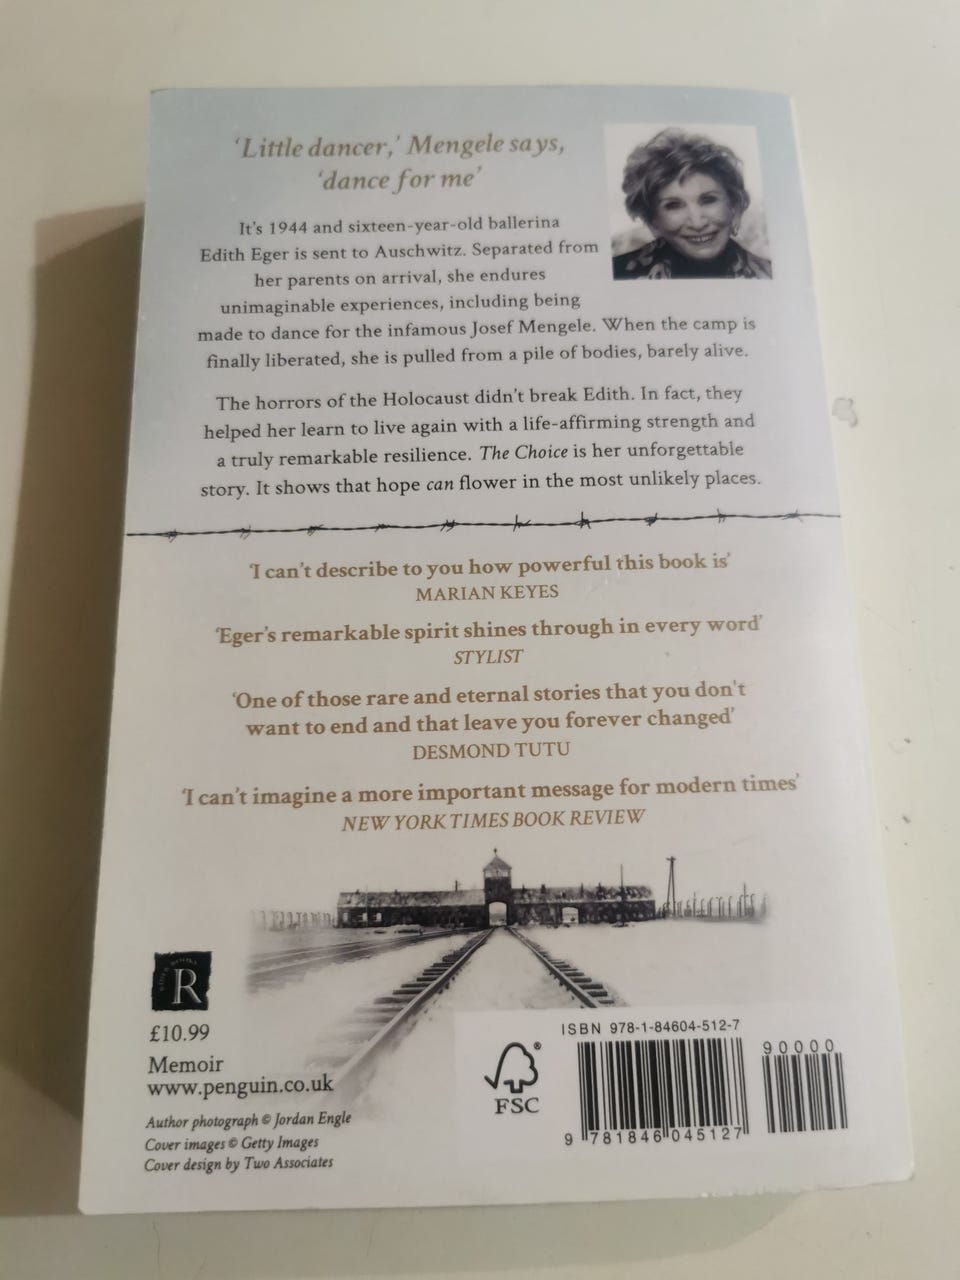 ‘Little dancer,’ Mengele says,
‘dance for me’
It’s 1944 and sixteen-year-old ballerina
Edith Eger is sent to Auschwitz. Separated from
her parents on arrival, she endures
unimaginable experiences, including being
made to dance for the infamous Josef Mengele. When the camp is
finally liberated, she is pulled from a pile of bodies, barely alive.
The horrors of the Holocaust didn’t break Edith. In fact, they
helped her learn to live again with a life-affirming strength and
a truly remarkable resilience. The Choice is her unforgettable
story. It shows that hope can flower in the most unlikely places.
‘I can’t describe to you how powerful this book is’
MARIAN KEYES
‘Eger’s remarkable spirit shines through in every word’
STYLIST
‘One of those rare and eternal stories that you don't
want to end and that leave you forever changed’
DESMOND TUTU
‘I can’t imagine a more important message for modern times’
NEW YORK TIMES BOOK REVIEW
RIDER BOOKS
R
£10.99
Memoir
www.penguin.co.uk
Author photograph © Jordan Engle
Cover images © Getty Images
Cover design by Two Associates
®
FSC
ISBN 978-1-84604-512-7
90000
9 781846 045127